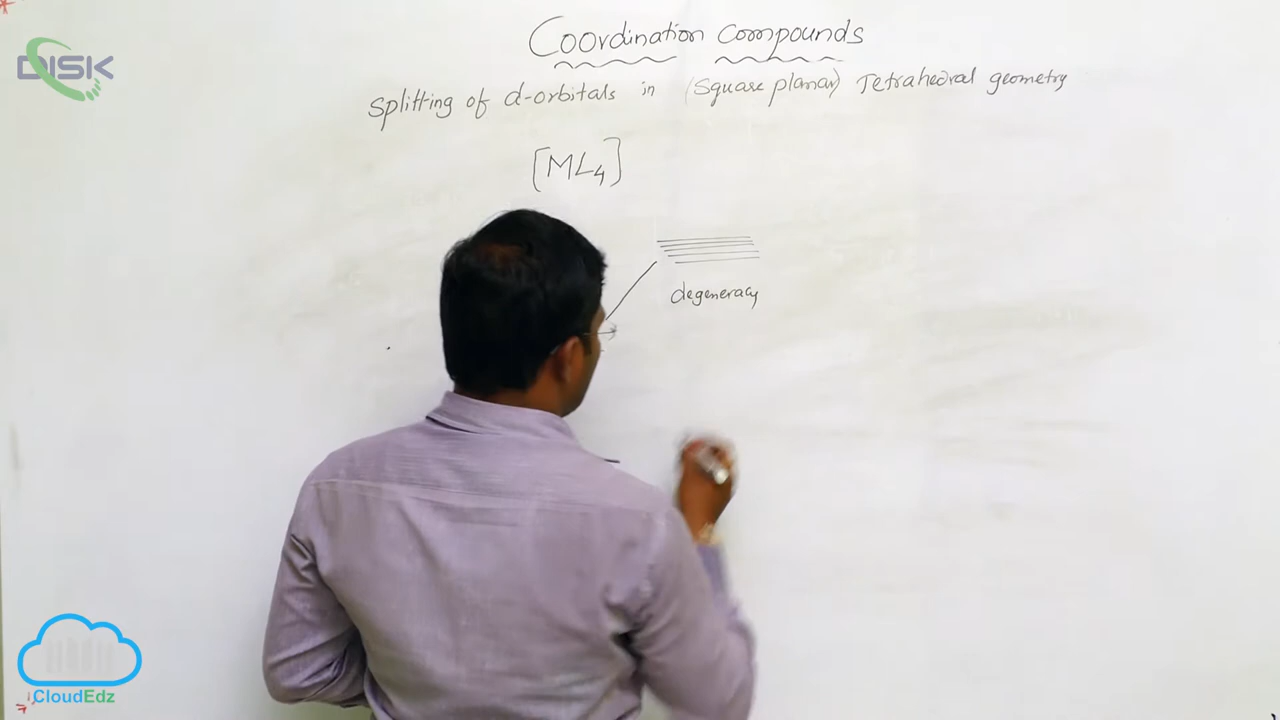 Coordination compounds
DISK
Splitting of d-orbitals in (Square planar) Tetrahedral geometry
[ML4]
degeneracy
CloudEdz